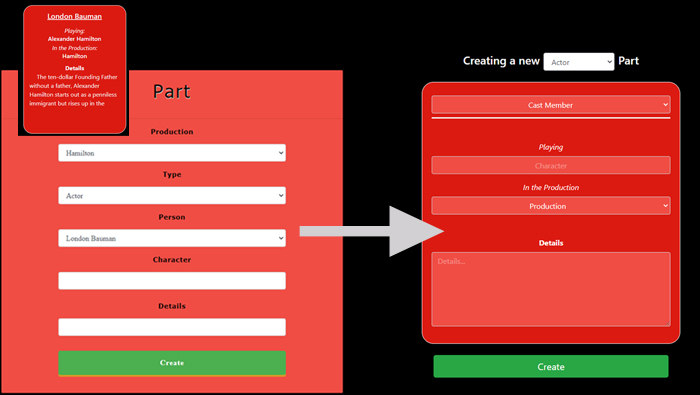 London Bauman
Playing:
Alexander Hamilton
In the Production:
Hamilton
Details
The ten-dollar Founding Father
without a father, Alexander
Hamilton starts out as a penniless
immigrant but rises up in the
Part
Production
Hamilton
Type
Actor
Person
London Bauman
Character
Details
Create
Creating a new Actor Part
Cast Member
Playing
Character
In the Production
Production
Details
Details...
Create